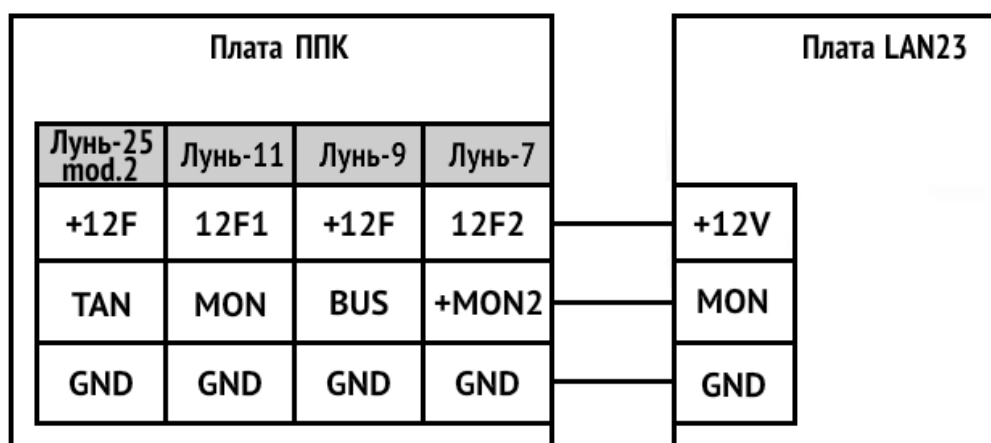 Плата ППК
Плата LAN23
Лунь-25
mod.2
Лунь-11
Лунь-9
Лунь-7
+12F
12F1
+12F
12F2
+12V
TAN
MON
BUS
+MON2
MON
GND
GND
GND
GND
GND